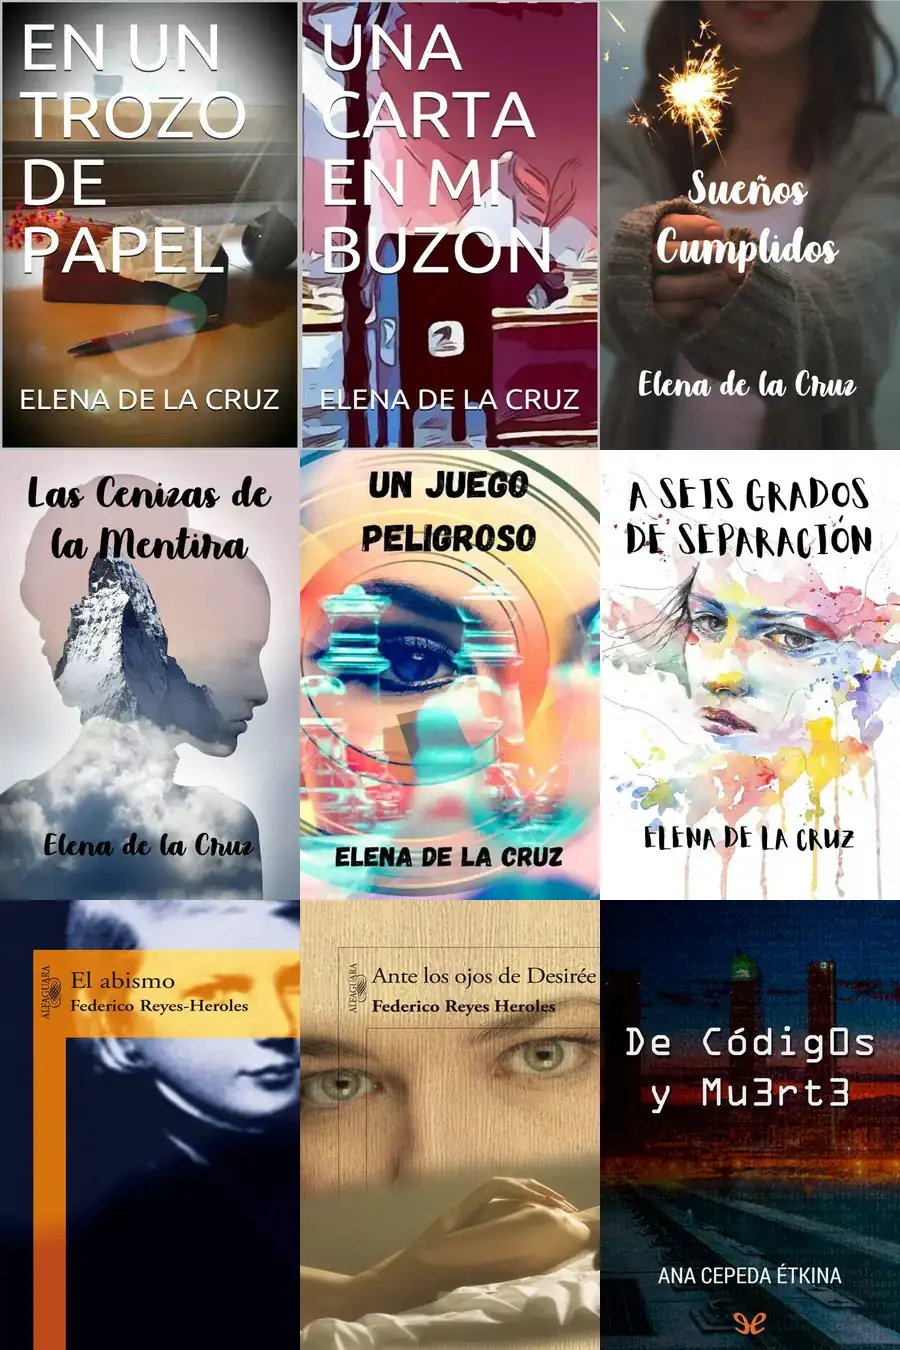 EN UN
TROZO
DE
PAPEL
ELENA DE LA CRUZ
UNA
CARTA
EN MI
BUZON
ELENA DE LA CRUZ
Sueños
Cumplidos
Elena de la Cruz
Las Cenizas de
la Mentira
Elena de la Cruz
UN JUEGO
PELIGROSO
ELENA DE LA CRUZ
A SEIS GRADOS
DE SEPARACIÓN
ELENA DE LA CRUZ
ALFAGUARA
El abismo
Federico Reyes-Heroles
ALFAGUARA
Ante los ojos de Desirée
Federico Reyes Heroles
De Códig0s
y Mu3rt3
ANA CEPEDA ÉTKINA